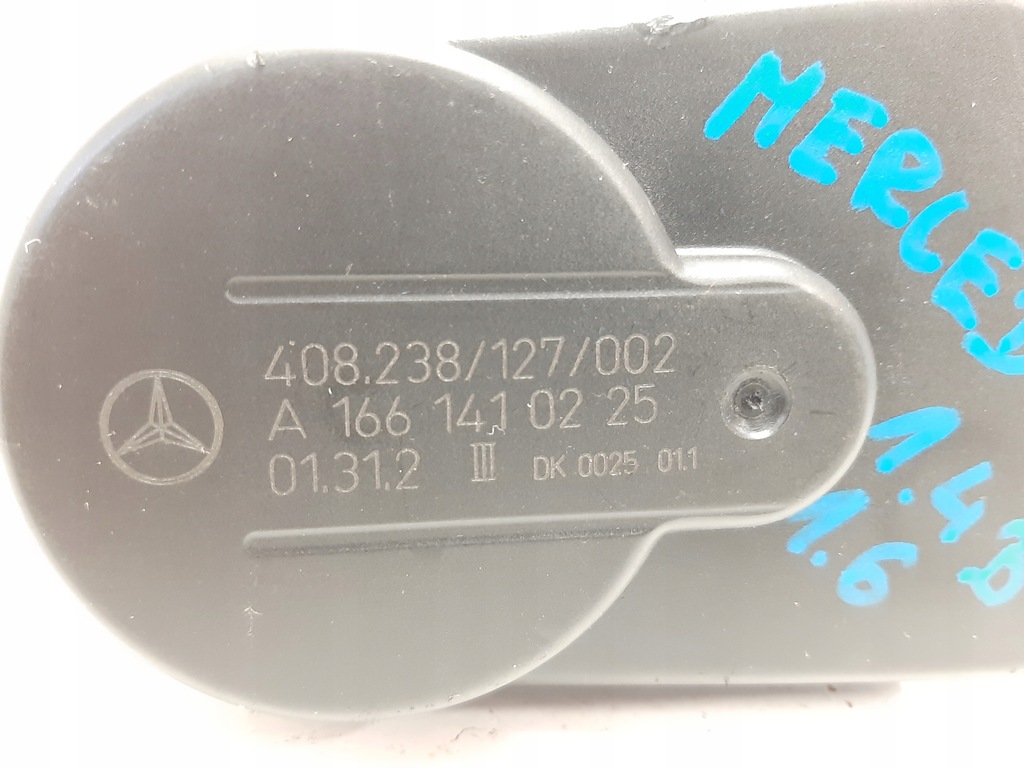 408.238/127/002
A 166 141 02 25
01.31.2 III DK 0025 01.1
MERCED
1.4
1.6